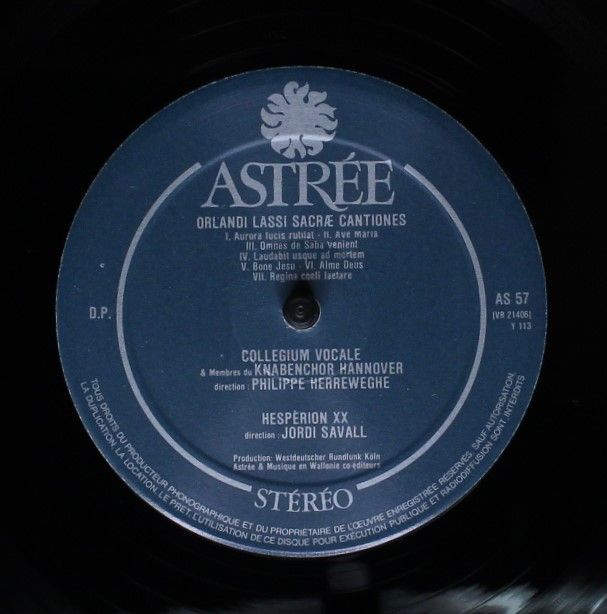 ASTRÉE
ORLANDI LASSI SACRÆ CANTIONES
I. Aurora lucis rutilat - II. Ave Maria
III. Omnes de Saba venient
IV. Laudabit usque ad mortem
V. Bone Jesu - VI. Alme Deus
VII. Regina coeli laetare
D.P.
AS 57
(VR 21406)
Y 113
COLLEGIUM VOCALE
& Membres du KNABENCHOR HANNOVER
direction : PHILIPPE HERREWEGHE
HESPÈRION XX
direction : JORDI SAVALL
Production: Westdeutscher Rundfunk Köln
Astrée & Musique en Wallonie co-éditeurs
STÉRÉO
TOUS DROITS DU PRODUCTEUR PHONOGRAPHIQUE ET DU PROPRIÉTAIRE DE L'ŒUVRE ENREGISTRÉE RÉSERVÉS. SAUF AUTORISATION,
LA DUPLICATION, LA LOCATION, LE PRÊT, L'UTILISATION DE CE DISQUE POUR EXÉCUTION PUBLIQUE ET RADIODIFFUSION SONT INTERDITS